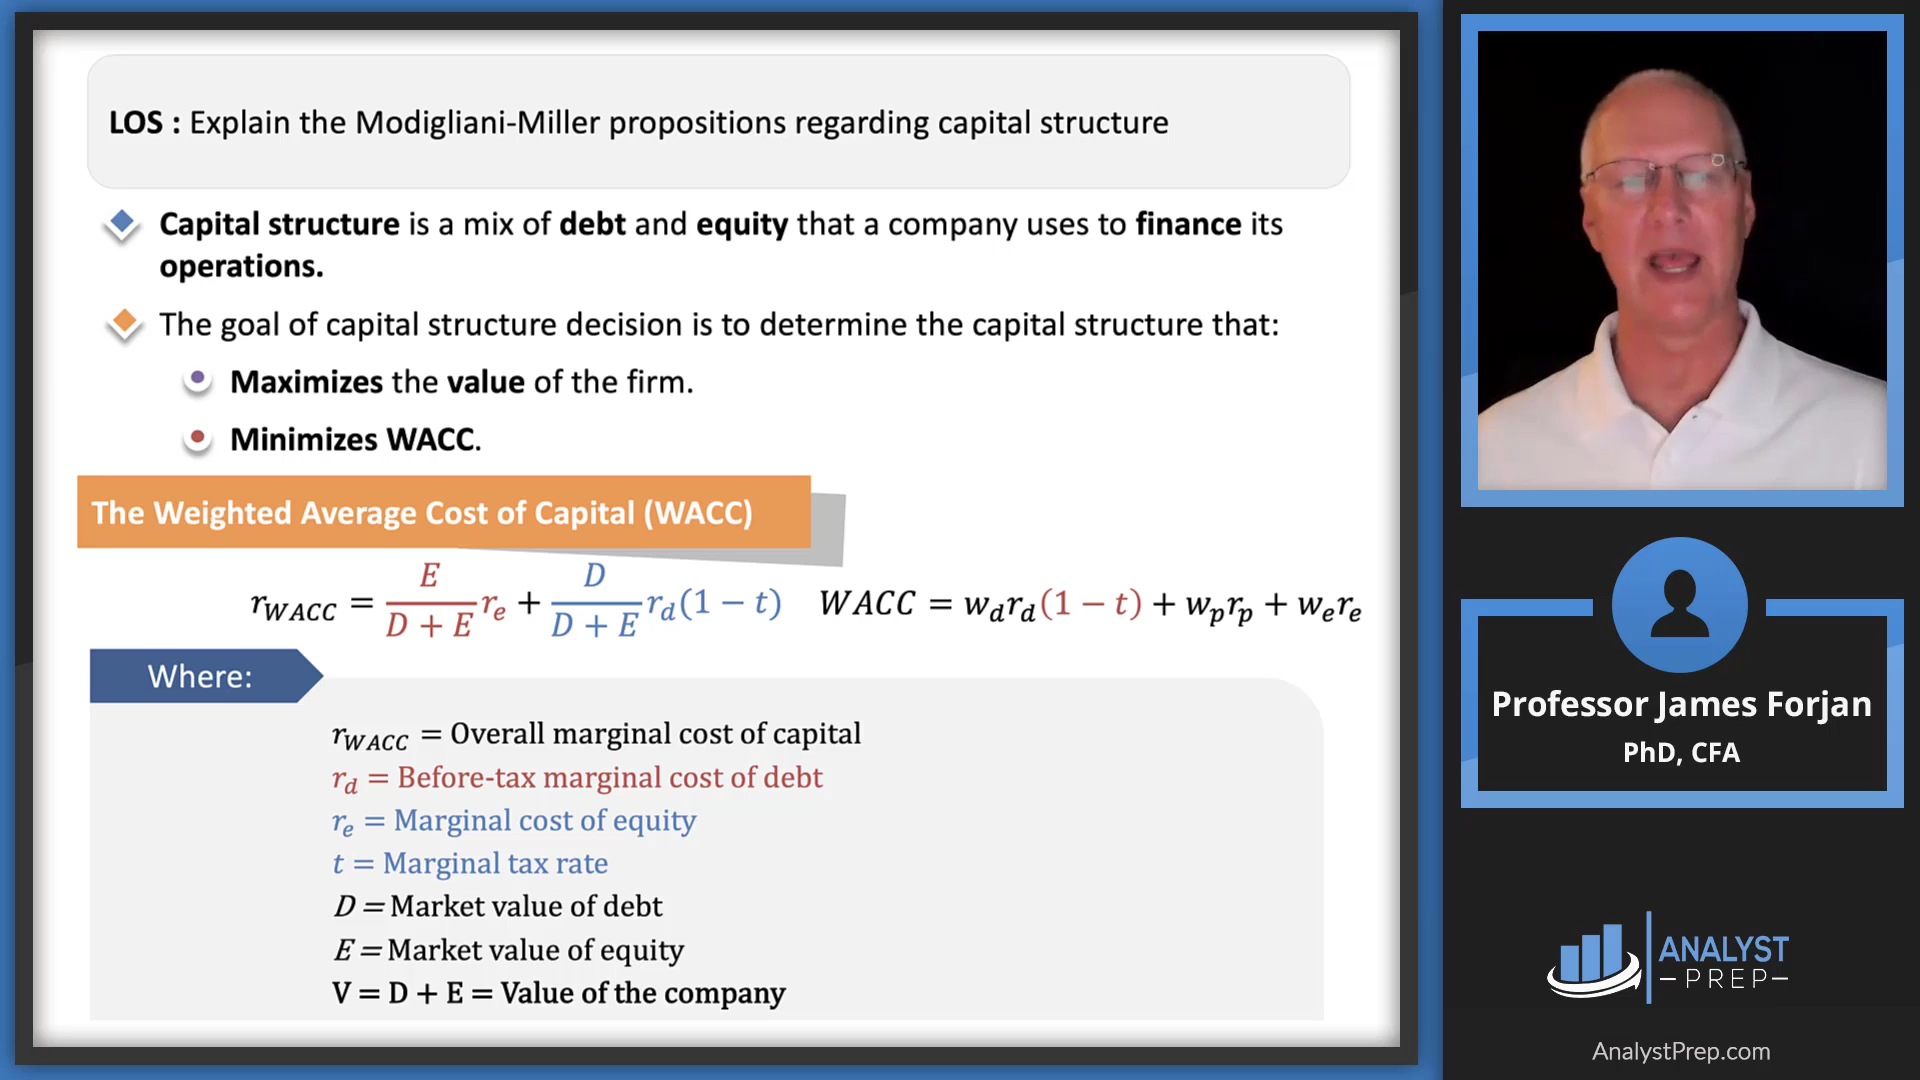 LOS : Explain the Modigliani-Miller propositions regarding capital structure
Capital structure is a mix of debt and equity that a company uses to finance its
operations.
The goal of capital structure decision is to determine the capital structure that:
Maximizes the value of the firm.
Minimizes WACC.
The Weighted Average Cost of Capital (WACC)
r_WACC = E/(D + E) r_e + D/(D + E) r_d(1 − t)
WACC = w_d r_d(1 − t) + w_p r_p + w_e r_e
Where:
r_WACC = Overall marginal cost of capital
r_d = Before-tax marginal cost of debt
r_e = Marginal cost of equity
t = Marginal tax rate
D = Market value of debt
E = Market value of equity
V = D + E = Value of the company
Professor James Forjan
PhD, CFA
ANALYST
PREP
AnalystPrep.com